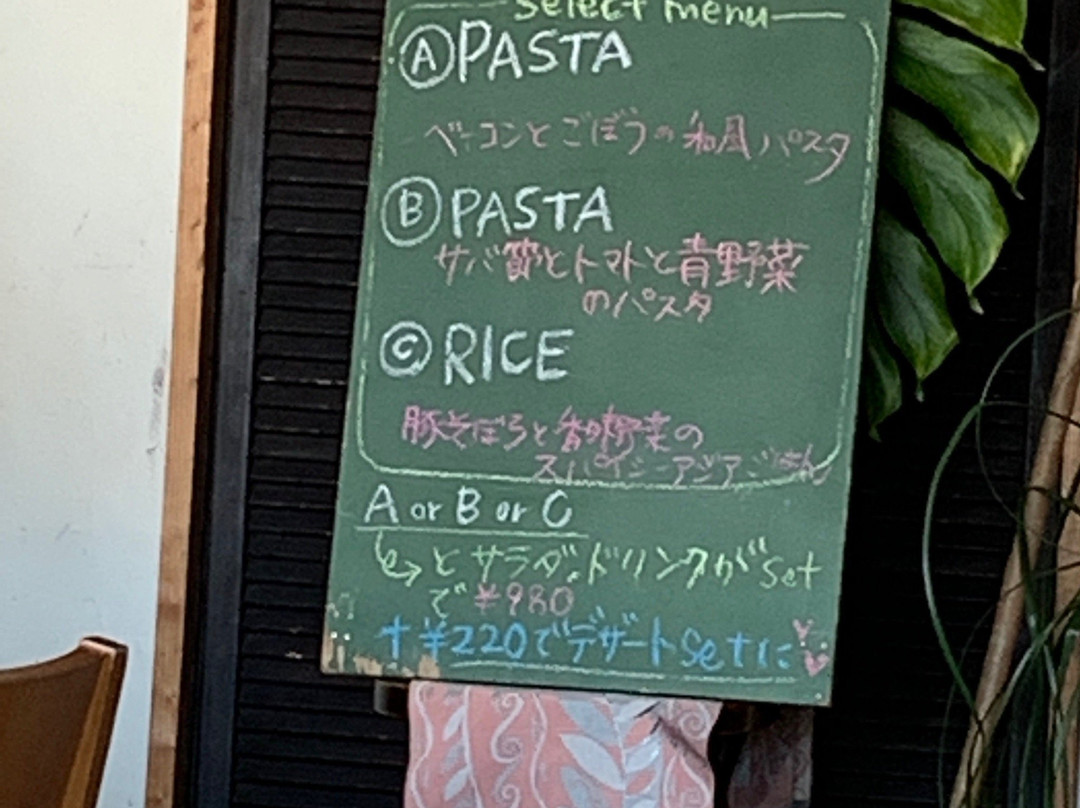 Select menu
Ⓐ PASTA
ベーコンとごぼうの和風パスタ
Ⓑ PASTA
サバ節とトマトと青野菜
のパスタ
Ⓒ RICE
豚そぼろと香味野菜の
スパイシーアジアごはん
A or B or C
↳とサラダ。ドリンクがset
で¥980
+¥220でデザートsetに